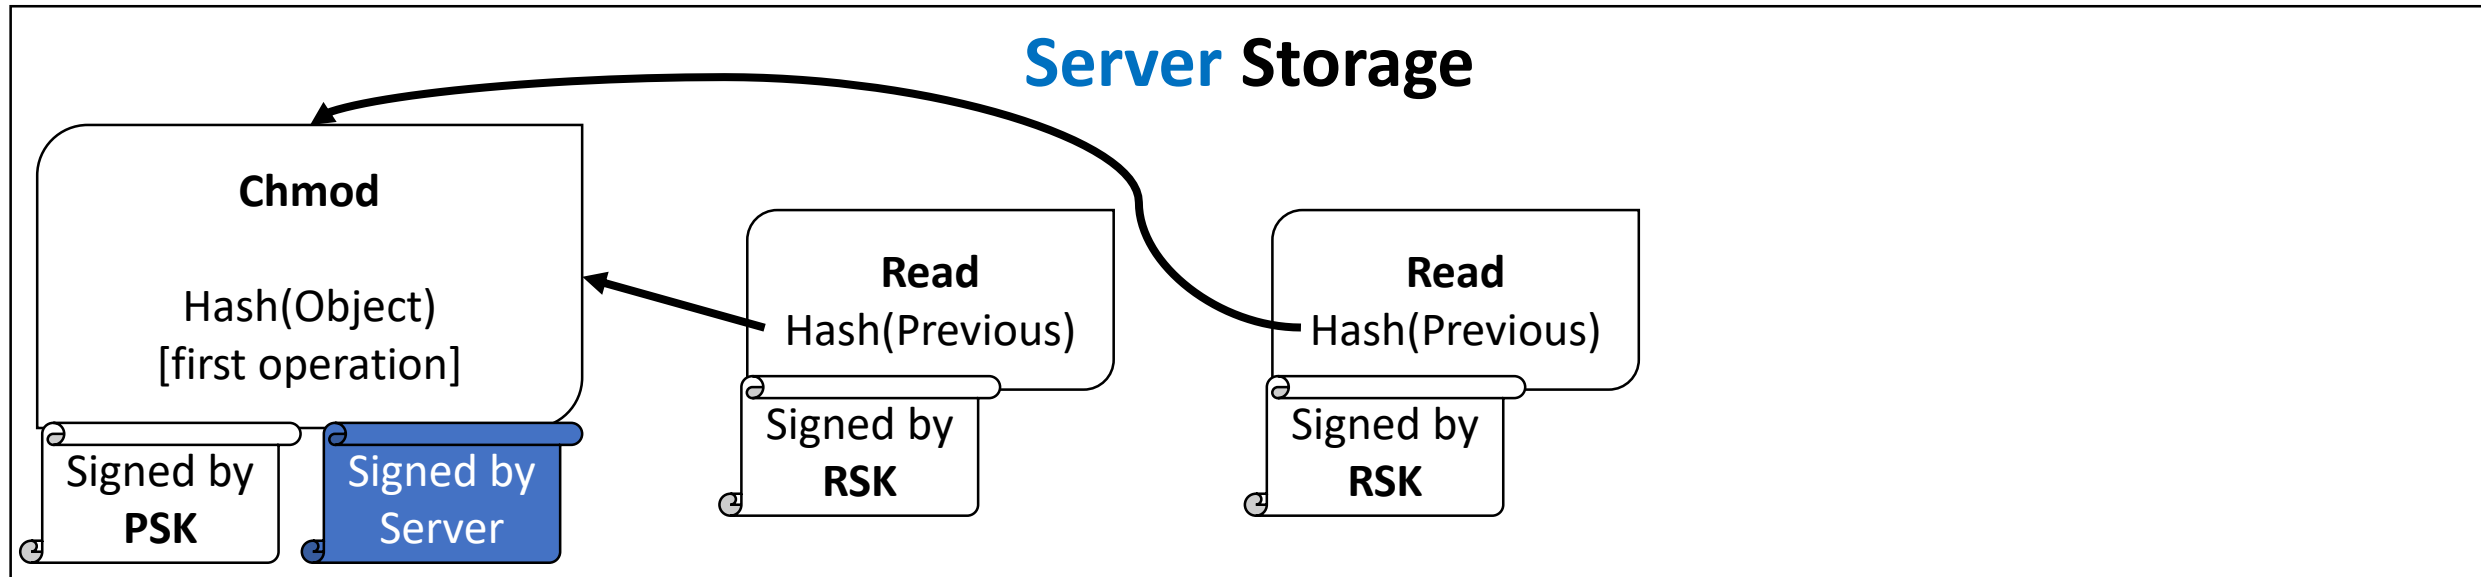 Server Storage
Chmod
Hash(Object)
[first operation]
Signed by
PSK
Signed by
Server
Read
Hash(Previous)
Signed by
RSK
Read
Hash(Previous)
Signed by
RSK